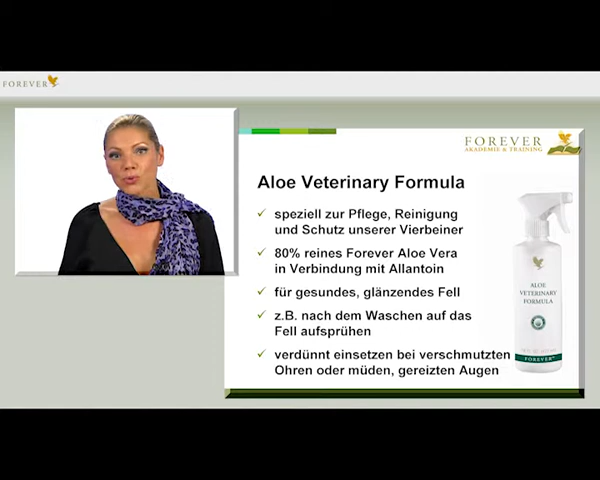 FOREVER
FOREVER
AKADEMIE & TRAINING
Aloe Veterinary Formula
speziell zur Pflege, Reinigung
und Schutz unserer Vierbeiner
80% reines Forever Aloe Vera
in Verbindung mit Allantoin
für gesundes, glänzendes Fell
z.B. nach dem Waschen auf das
Fell aufsprühen
verdünnt einsetzen bei verschmutzten
Ohren oder müden, gereizten Augen
ALOE
VETERINARY
FORMULA
FOREVER